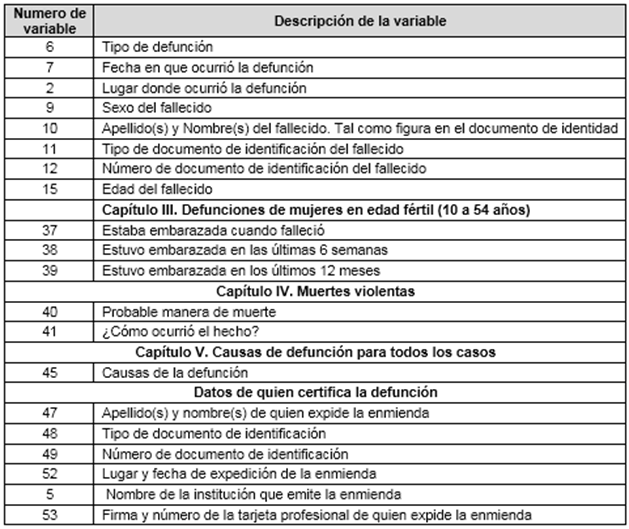 Numero de variable Descripción de la variable
6 Tipo de defunción
7 Fecha en que ocurrió la defunción
2 Lugar donde ocurrió la defunción
9 Sexo del fallecido
10 Apellido(s) y Nombre(s) del fallecido. Tal como figura en el documento de identidad
11 Tipo de documento de identificación del fallecido
12 Número de documento de identificación del fallecido
15 Edad del fallecido
Capítulo III. Defunciones de mujeres en edad fértil (10 a 54 años)
37 Estaba embarazada cuando falleció
38 Estuvo embarazada en las últimas 6 semanas
39 Estuvo embarazada en los últimos 12 meses
Capítulo IV. Muertes violentas
40 Probable manera de muerte
41 ¿Cómo ocurrió el hecho?
Capítulo V. Causas de defunción para todos los casos
45 Causas de la defunción
Datos de quien certifica la defunción
47 Apellido(s) y nombre(s) de quien expide la enmienda
48 Tipo de documento de identificación
49 Número de documento de identificación
52 Lugar y fecha de expedición de la enmienda
5 Nombre de la institución que emite la enmienda
53 Firma y número de la tarjeta profesional de quien expide la enmienda